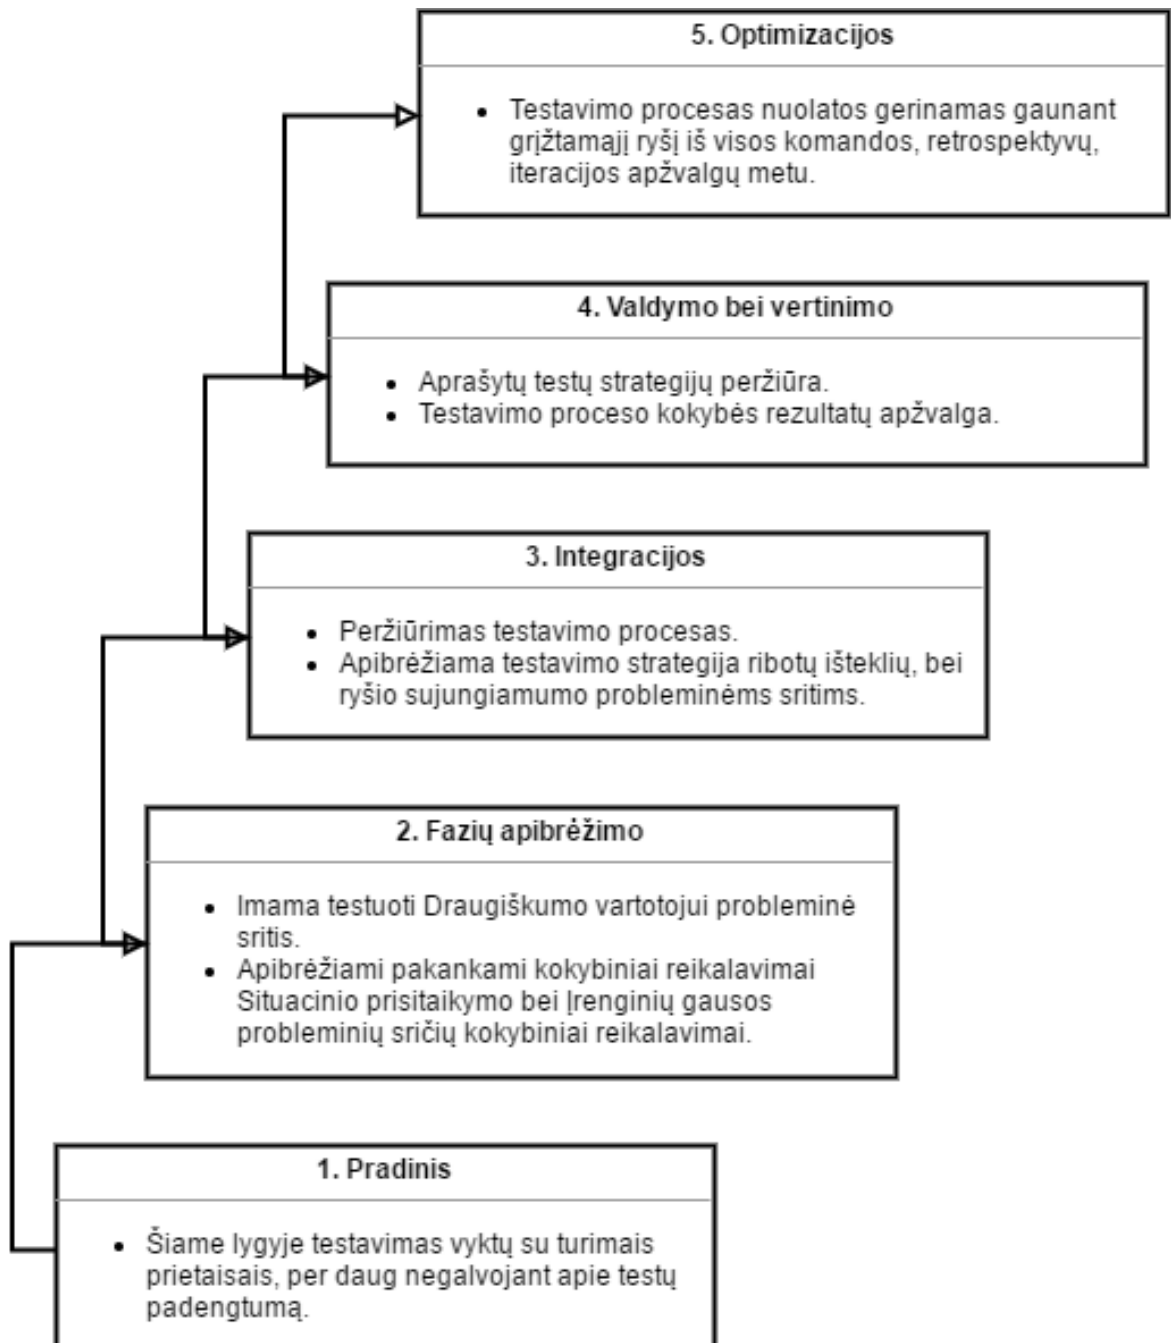 5. Optimizacijos
• Testavimo procesas nuolatos gerinamas gaunant
grįžtamąjį ryšį iš visos komandos, retrospektyvų,
iteracijos apžvalgų metu.
4. Valdymo bei vertinimo
• Aprašytų testų strategijų peržiūra.
• Testavimo proceso kokybės rezultatų apžvalga.
3. Integracijos
• Peržiūrimas testavimo procesas.
• Apibrėžiama testavimo strategija ribotų išteklių, bei
ryšio sujungiamumo probleminėms sritims.
2. Fazių apibrėžimo
• Imama testuoti Draugiškumo vartotojui probleminė
sritis.
• Apibrėžiami pakankami kokybiniai reikalavimai
Situacinio prisitaikymo bei Įrenginių gausos
probleminių sričių kokybiniai reikalavimai.
1. Pradinis
• Šiame lygyje testavimas vyktų su turimais
prietaisais, per daug negalvojant apie testų
padengtumą.